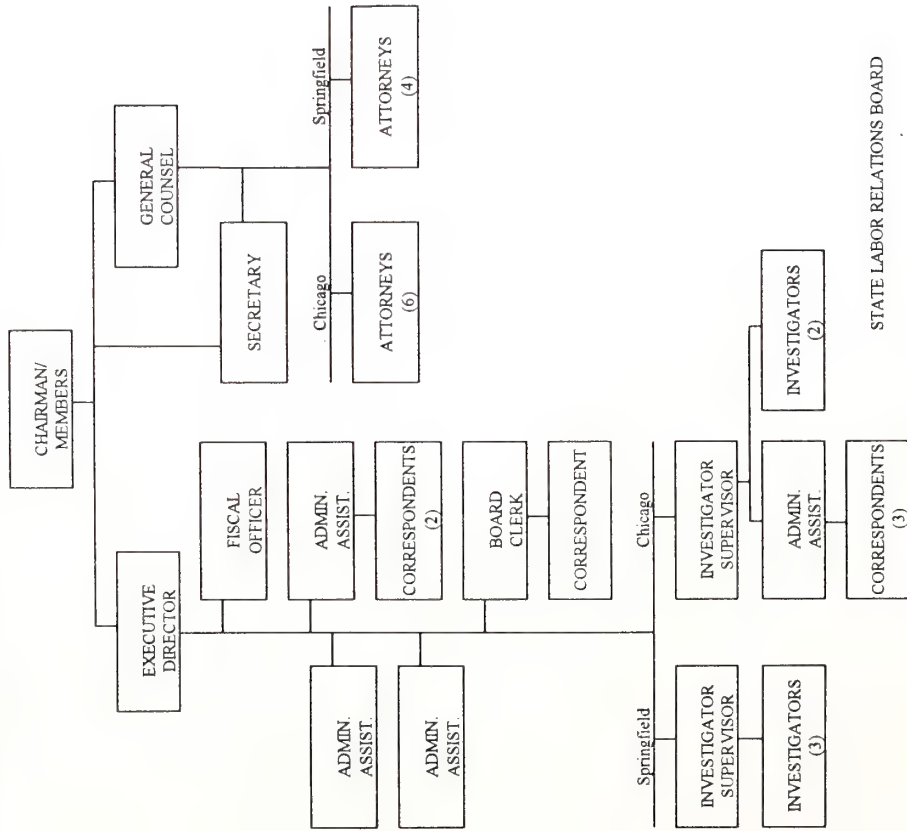 CHAIRMAN/
MEMBERS
EXECUTIVE
DIRECTOR
GENERAL
COUNSEL
SECRETARY
FISCAL
OFFICER
ADMIN.
ASSIST.
CORRESPONDENTS
(2)
BOARD
CLERK
CORRESPONDENT
ADMIN.
ASSIST.
ADMIN.
ASSIST.
Chicago
Springfield
ATTORNEYS
(6)
ATTORNEYS
(4)
Springfield
Chicago
INVESTIGATOR
SUPERVISOR
INVESTIGATORS
(3)
INVESTIGATOR
SUPERVISOR
ADMIN.
ASSIST.
CORRESPONDENTS
(3)
INVESTIGATORS
(2)
STATE LABOR RELATIONS BOARD